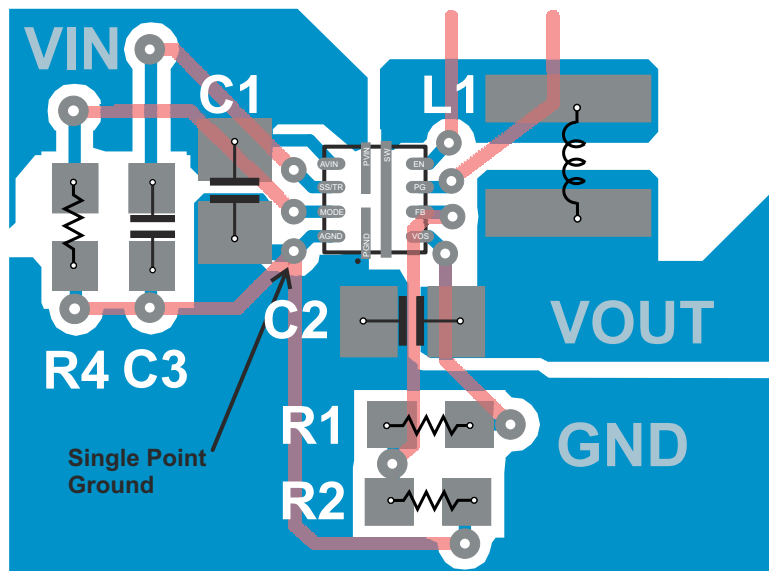 VIN
C1
L1
AVIN
PVIN
SW
EN
SS/TR
PG
MODE
FB
AGND
PGND
VOS
C2
VOUT
R4 C3
R1
GND
Single Point
Ground
R2